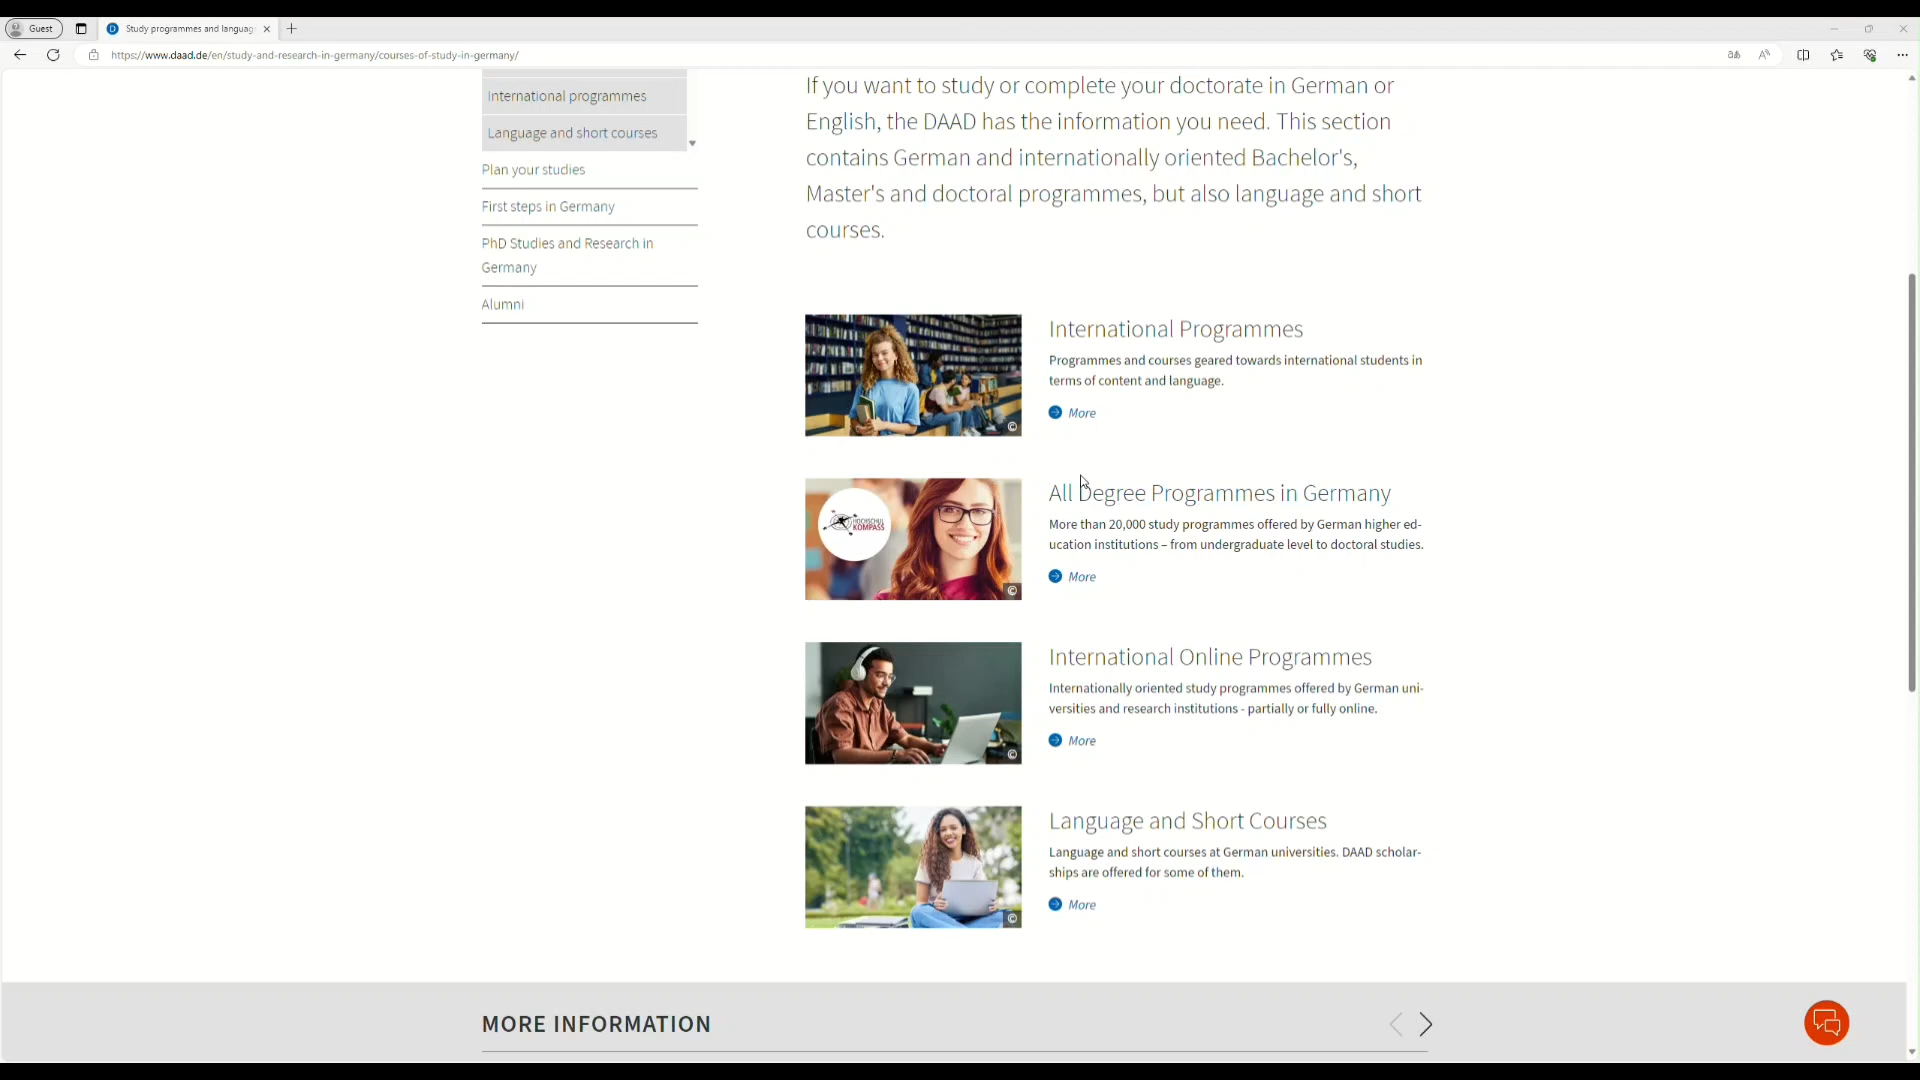 Guest
Study programmes and languag
https://www.daad.de/en/study-and-research-in-germany/courses-of-study-in-germany/
International programmes
Language and short courses
Plan your studies
First steps in Germany
PhD Studies and Research in
Germany
Alumni
If you want to study or complete your doctorate in German or
English, the DAAD has the information you need. This section
contains German and internationally oriented Bachelor's,
Master's and doctoral programmes, but also language and short
courses.
©
International Programmes
Programmes and courses geared towards international students in
terms of content and language.
More
HOCHSCHUL
KOMPASS
©
All Degree Programmes in Germany
More than 20,000 study programmes offered by German higher ed-
ucation institutions – from undergraduate level to doctoral studies.
More
©
International Online Programmes
Internationally oriented study programmes offered by German uni-
versities and research institutions - partially or fully online.
More
©
Language and Short Courses
Language and short courses at German universities. DAAD scholar-
ships are offered for some of them.
More
MORE INFORMATION